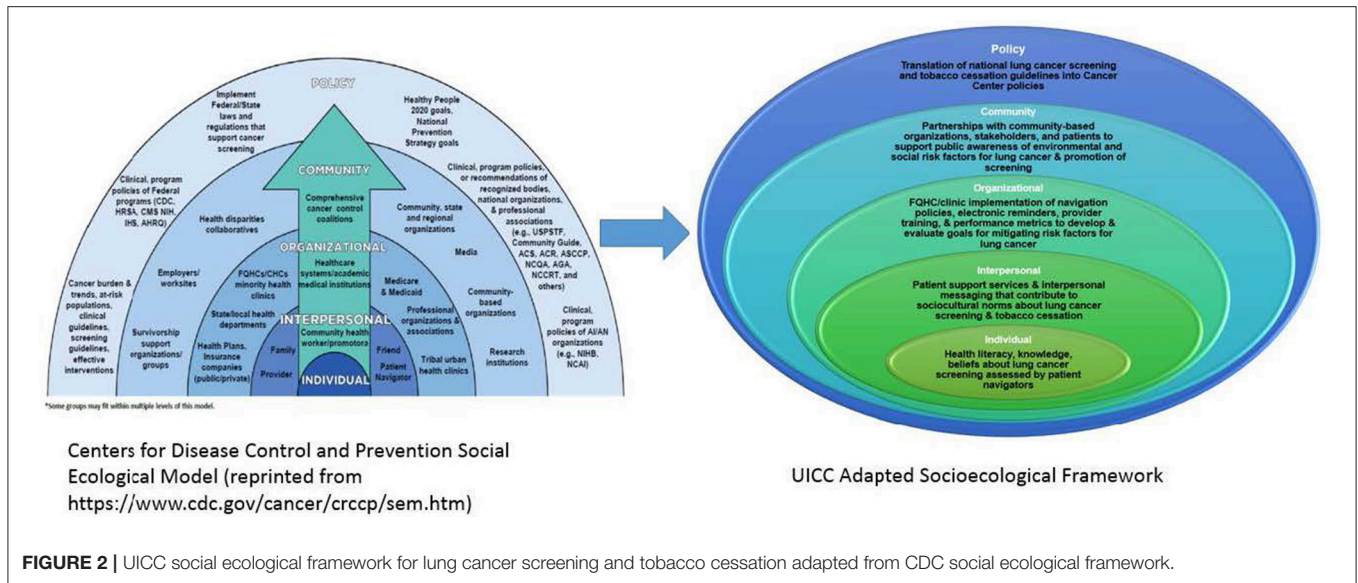 POLICY
Implement
Federal/State
laws and
regulations that
support cancer
screening
Healthy People
2020 goals,
National
Prevention
Strategy goals
Clinical, program
policies of Federal
programs (CDC,
HRSA, CMS NIH,
IHS, AHRQ)
Clinical, program policies,
or recommendations of
recognized bodies,
national organizations,
& professional
associations
(e.g., USPSTF,
Community Guide,
ACS, ACR, ASCCP,
NCQA, AGA,
NCCRT, and
others)
Cancer burden &
trends, at-risk
populations,
clinical
guidelines,
screening
guidelines,
effective
interventions
Clinical,
program
policies of AI/AN
organizations
(e.g., NIHB,
NCAI)
COMMUNITY
Comprehensive
cancer control
coalitions
Health disparities
collaboratives
Community, state
and regional
organizations
Employers/
worksites
Media
Survivorship
support
organizations/
groups
Community-
based
organizations
Research
institutions
ORGANIZATIONAL
Healthcare
systems/academic
medical institutions
FQHCs/CHCs
minority health
clinics
Medicare
& Medicaid
State/local health
departments
Professional
organizations &
associations
Health Plans,
Insurance
companies
(public/private)
Tribal urban
health clinics
INTERPERSONAL
Community health
worker/promotora
Family
Friend
Provider
Patient
Navigator
INDIVIDUAL
*Some groups may fit within multiple levels of this model.
Centers for Disease Control and Prevention Social
Ecological Model (reprinted from
https://www.cdc.gov/cancer/crccp/sem.htm)
Policy
Translation of national lung cancer screening
and tobacco cessation guidelines into Cancer
Center policies
Community
Partnerships with community-based
organizations, stakeholders, and patients to
support public awareness of environmental and
social risk factors for lung cancer & promotion of
screening
Organizational
FQHC/clinic implementation of navigation
policies, electronic reminders, provider
training, & performance metrics to develop &
evaluate goals for mitigating risk factors for
lung cancer
Interpersonal
Patient support services & interpersonal
messaging that contribute to
sociocultural norms about lung cancer
screening & tobacco cessation
Individual
Health literacy, knowledge,
beliefs about lung cancer
screening assessed by patient
navigators
UICC Adapted Socioecological Framework
FIGURE 2 | UICC social ecological framework for lung cancer screening and tobacco cessation adapted from CDC social ecological framework.